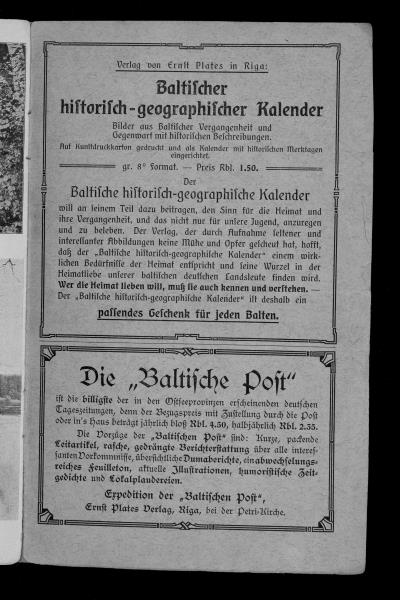 Verlag von Ernst Plates in Riga:
Baltischer
historisch-geographischer Kalender
Bilder aus Baltischer Vergangenheit und
Gegenwart mit historischen Beschreibungen.
Auf Kunstdruckkarton gedruckt und als Kalender mit historischen Merktagen
eingerichtet.
gr. 8° Format. — Preis Rbl. 1.50.
Der
Baltische historisch-geographische Kalender
will an seinem Teil dazu beitragen, den Sinn für die Heimat und
ihre Vergangenheit, und das nicht nur für unsere Jugend, anzuregen
und zu beleben. Der Verlag, der durch Aufnahme seltener und
interessanter Abbildungen keine Mühe und Opfer gescheut hat, hofft,
daß der „Baltische historisch-geographische Kalender" einem wirk-
lichen Bedürfnisse der Heimat entspricht und seine Wurzel in der
Heimatliebe unserer baltischen deutschen Landsleute finden wird.
Wer die Heimat lieben will, muß sie auch kennen und verstehen. —
Der „Baltische historisch-geographische Kalender" ist deshalb ein
passendes Geschenk für jeden Balten.
Die „Baltische Post"
ist die billigste der in den Ostseeprovinzen erscheinenden deutschen
Tageszeitungen, denn der Bezugspreis mit Zustellung durch die Post
oder in's Haus beträgt jährlich bloß Rbl. 4.50, halbjährlich Rbl. 2.35.
Die Vorzüge der „Baltischen Post" sind: Kurze, packende
Leitartikel, rasche, gedrängte Berichterstattung über alle interes-
santen Vorkommnisse, übersichtliche Dumaberichte, ein abwechselungs-
reiches Feuilleton, aktuelle Illustrationen, humoristische Zeit-
gedichte und Lokalplaudereien.
Expedition der „Baltischen Post",
Ernst Plates Verlag, Riga, bei der Petri-Kirche.